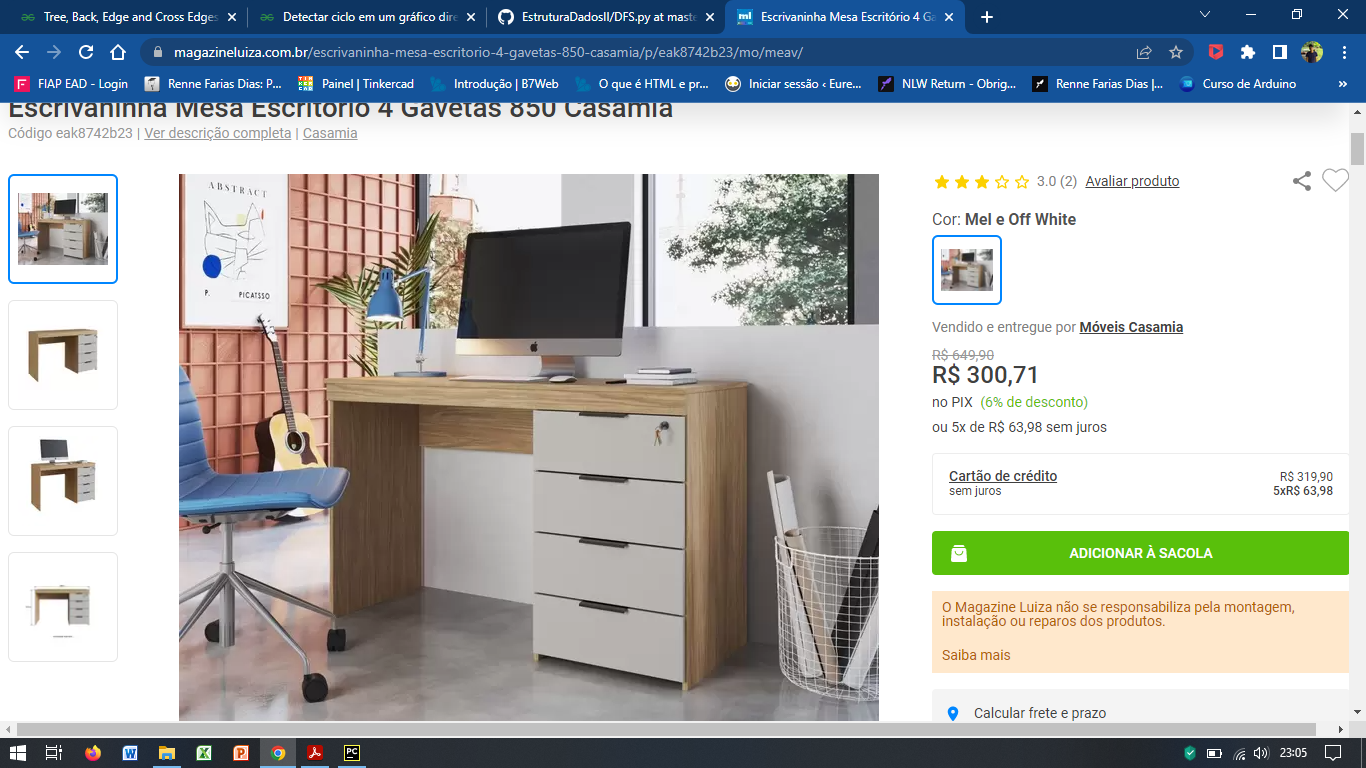 Tree, Back, Edge and Cross Edges
Detectar ciclo em um gráfico dire
EstruturaDadosII/DFS.py at maste
ml
Escrivaninha Mesa Escritório 4 Ga
magazineluiza.com.br/escrivaninha-mesa-escritorio-4-gavetas-850-casamia/p/eak8742b23/mo/meav/
FIAP EAD - Login
Renne Farias Dias: P...
Painel | Tinkercad
Introdução | B7Web
O que é HTML e pr...
Iniciar sessão ‹ Eure...
NLW Return - Obrig...
Renne Farias Dias |...
Curso de Arduino
»
Escrivaninha Mesa Escritório 4 Gavetas 850 Casamia
Código eak8742b23 | Ver descrição completa | Casamia
ABSTRACT
P. PICATSSO
3.0 (2) Avaliar produto
Cor: Mel e Off White
Vendido e entregue por Móveis Casamia
R$ 649,90
R$ 300,71
no PIX (6% de desconto)
ou 5x de R$ 63,98 sem juros
Cartão de crédito R$ 319,90
sem juros 5xR$ 63,98
ADICIONAR À SACOLA
O Magazine Luiza não se responsabiliza pela montagem,
instalação ou reparos dos produtos.
Saiba mais
Calcular frete e prazo
23:05